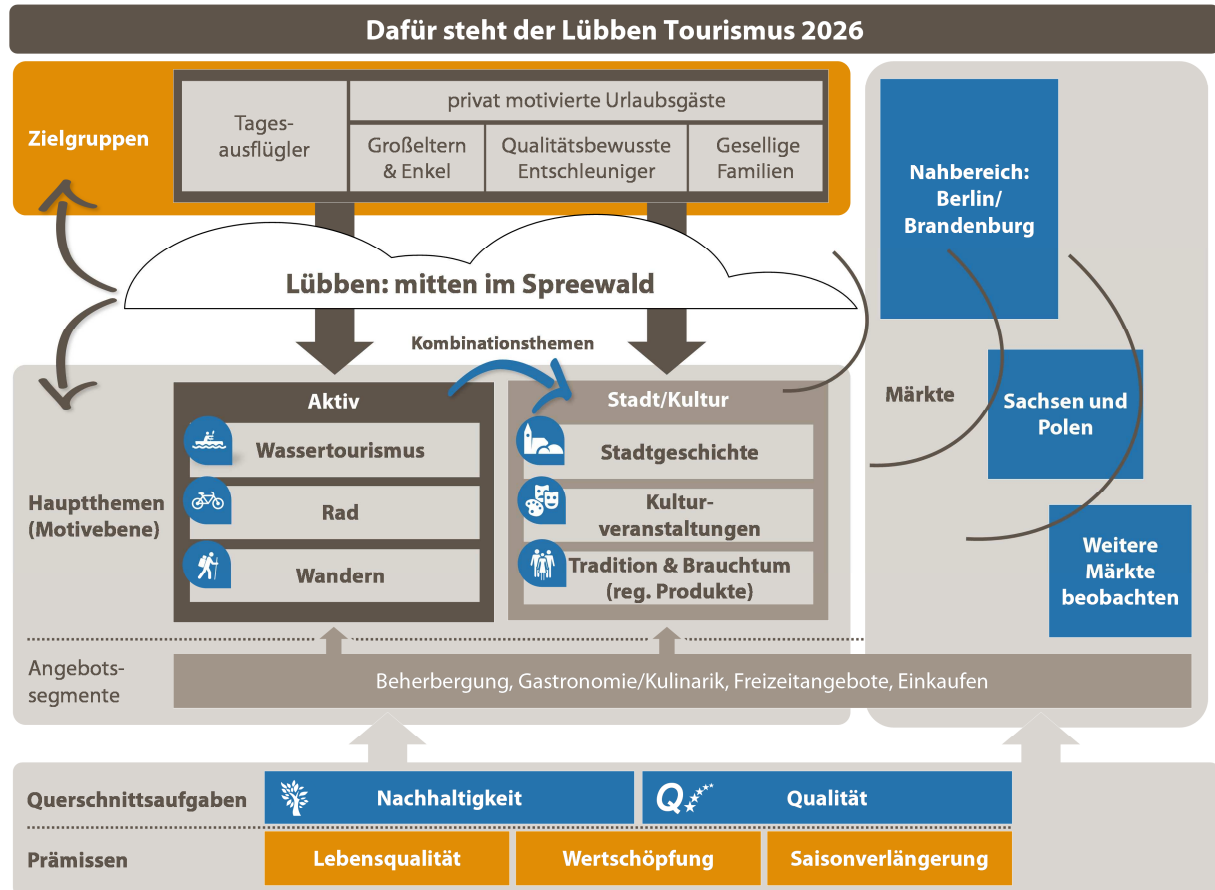 Dafür steht der Lübben Tourismus 2026
Zielgruppen
Tages-
ausflügler
privat motivierte Urlaubsgäste
Großeltern
& Enkel
Qualitätsbewusste
Entschleuniger
Gesellige
Familien
Nahbereich:
Berlin/
Brandenburg
Lübben: mitten im Spreewald
Kombinationsthemen
Märkte
Sachsen und
Polen
Weitere
Märkte
beobachten
Hauptthemen
(Motivebene)
Aktiv
Wassertourismus
Rad
Wandern
Stadt/Kultur
Stadtgeschichte
Kultur-
veranstaltungen
Tradition & Brauchtum
(reg. Produkte)
Angebots-
segmente
Beherbergung, Gastronomie/Kulinarik, Freizeitangebote, Einkaufen
Querschnittsaufgaben
Nachhaltigkeit
Q
Qualität
Prämissen
Lebensqualität
Wertschöpfung
Saisonverlängerung